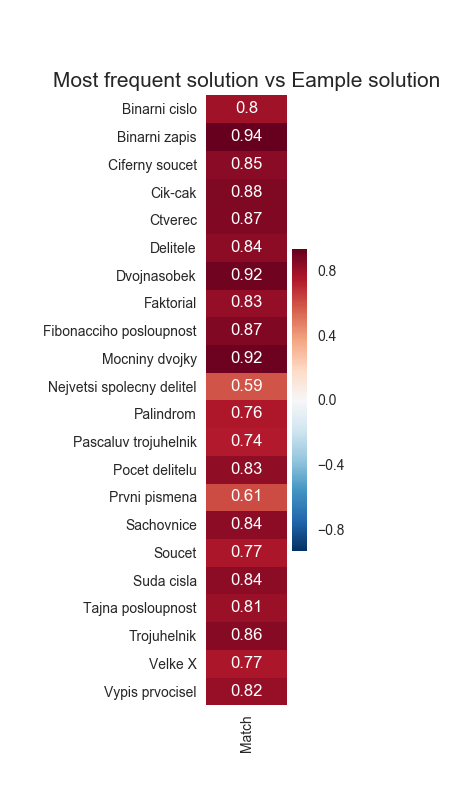 Most frequent solution vs Eample solution
Binarni cislo 0.8
Binarni zapis 0.94
Ciferny soucet 0.85
Cik-cak 0.88
Ctverec 0.87
Delitele 0.84
Dvojnasobek 0.92
Faktorial 0.83
Fibonacciho posloupnost 0.87
Mocniny dvojky 0.92
Nejvetsi spolecny delitel 0.59
Palindrom 0.76
Pascaluv trojuhelnik 0.74
Pocet delitelu 0.83
Prvni pismena 0.61
Sachovnice 0.84
Soucet 0.77
Suda cisla 0.84
Tajna posloupnost 0.81
Trojuhelnik 0.86
Velke X 0.77
Vypis prvocisel 0.82
Match
0.8
0.4
0.0
−0.4
−0.8